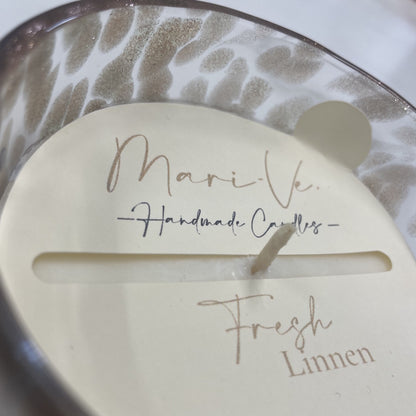 Mari·Ve.
—Handmade Candles—
Fresh
Linnen